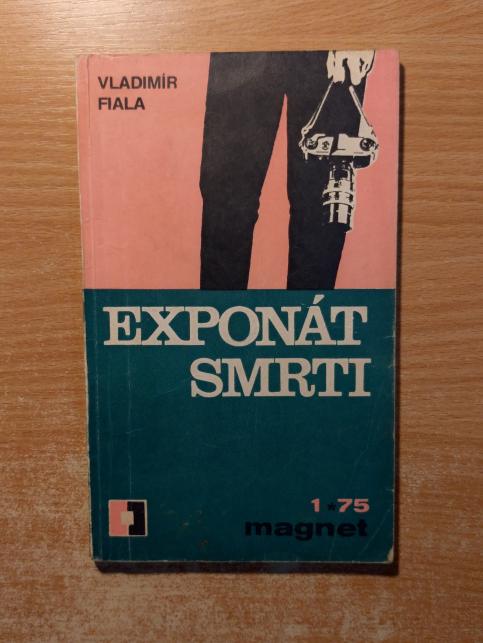 VLADIMÍR
FIALA
EXPONÁT
SMRTI
1★75
magnet